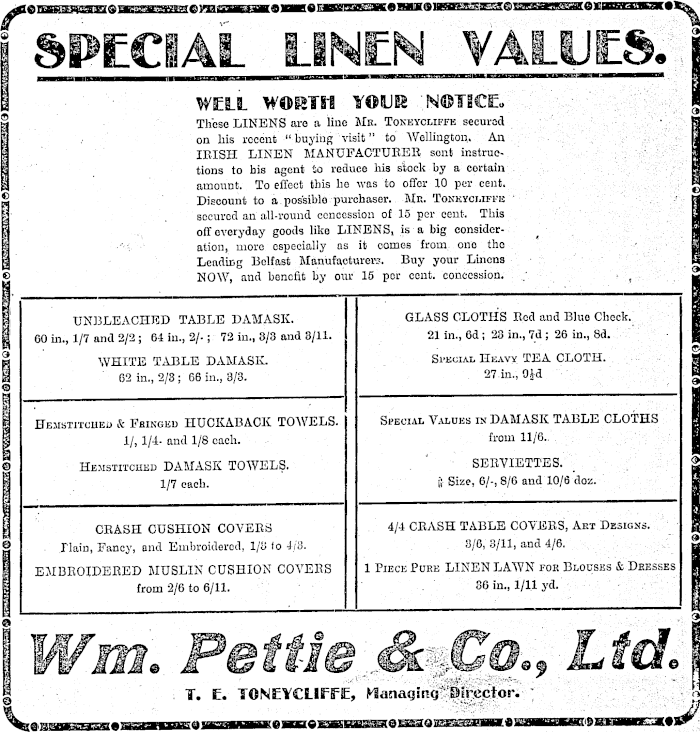 SPECIAL LINEN VALUES.
WELL WORTH YOUR NOTICE.
These LINENS are a line MR. TONEYCLIFFE secured
on his recent "buying visit" to Wellington. An
IRISH LINEN MANUFACTURER sent instruc-
tions to his agent to reduce his stock by a certain
amount. To effect this he was to offer 10 per cent.
Discount to a possible purchaser. MR. TONEYCLIFFE
secured an all-round concession of 15 per cent. This
off everyday goods like LINENS, is a big consider-
ation, more especially as it comes from one the
Leading Belfast Manufacturers. Buy your Linens
NOW, and benefit by our 15 per cent. concession.
UNBLEACHED TABLE DAMASK.
60 in., 1/7 and 2/2; 64 in., 2/-; 72 in., 3/3 and 3/11.
WHITE TABLE DAMASK.
62 in., 2/3; 66 in., 3/3.
HEMSTITCHED & FRINGED HUCKABACK TOWELS.
1/, 1/4- and 1/8 each.
HEMSTITCHED DAMASK TOWELS.
1/7 each.
CRASH CUSHION COVERS
Plain, Fancy, and Embroidered, 1/3 to 4/3.
EMBROIDERED MUSLIN CUSHION COVERS
from 2/6 to 6/11.
GLASS CLOTHS Red and Blue Check.
21 in., 6d; 23 in., 7d; 26 in., 8d.
SPECIAL HEAVY TEA CLOTH.
27 in., 9½d
SPECIAL VALUES IN DAMASK TABLE CLOTHS
from 11/6.
SERVIETTES.
Size, 6/-, 8/6 and 10/6 doz.
4/4 CRASH TABLE COVERS, ART DESIGNS.
3/6, 3/11, and 4/6.
1 PIECE PURE LINEN LAWN FOR BLOUSES & DRESSES
36 in., 1/11 yd.
Wm. Pettie & Co., Ltd.
T. E. TONEYCLIFFE, Managing Director.